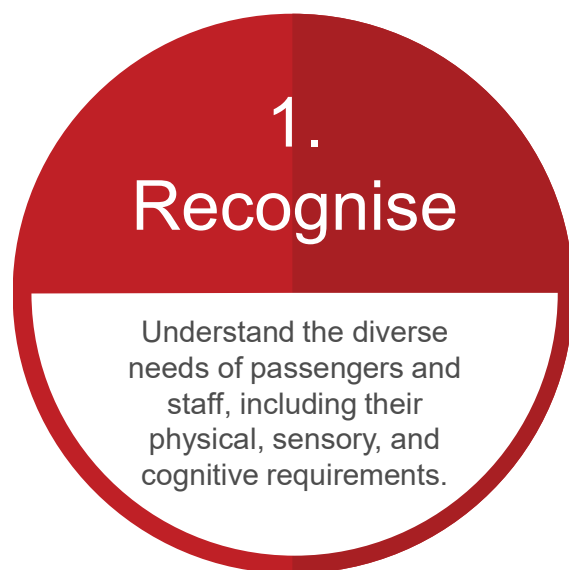 1.
Recognise
Understand the diverse
needs of passengers and
staff, including their
physical, sensory, and
cognitive requirements.